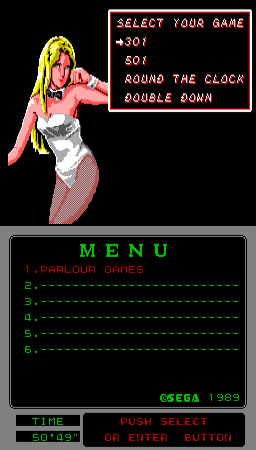 SELECT YOUR GAME
→301
501
ROUND THE CLOCK
DOUBLE DOWN
MENU
1.PARLOUR GAMES
2.--------------------
3.--------------------
4.--------------------
5.--------------------
6.--------------------
©SEGA 1989
TIME
50'49"
PUSH SELECT
OR ENTER BUTTON